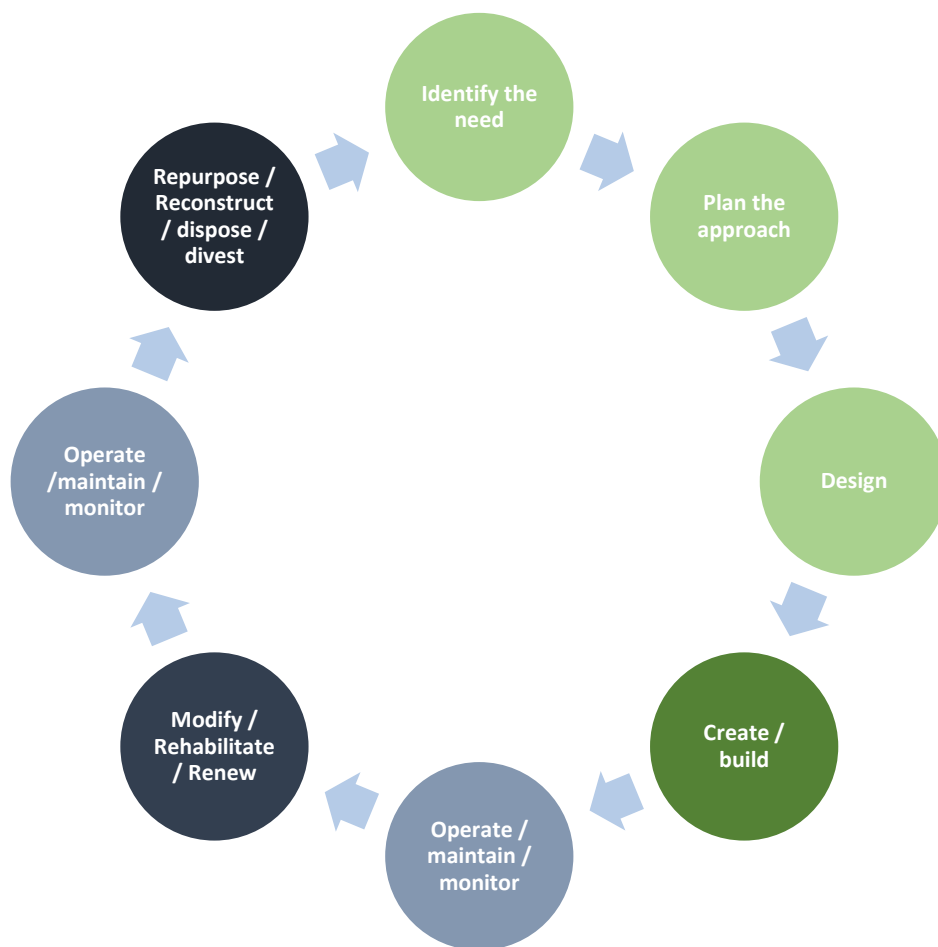 Identify the
need
Plan the
approach
Design
Create /
build
Operate /
maintain /
monitor
Modify /
Rehabilitate
/ Renew
Operate
/maintain /
monitor
Repurpose /
Reconstruct
/ dispose /
divest